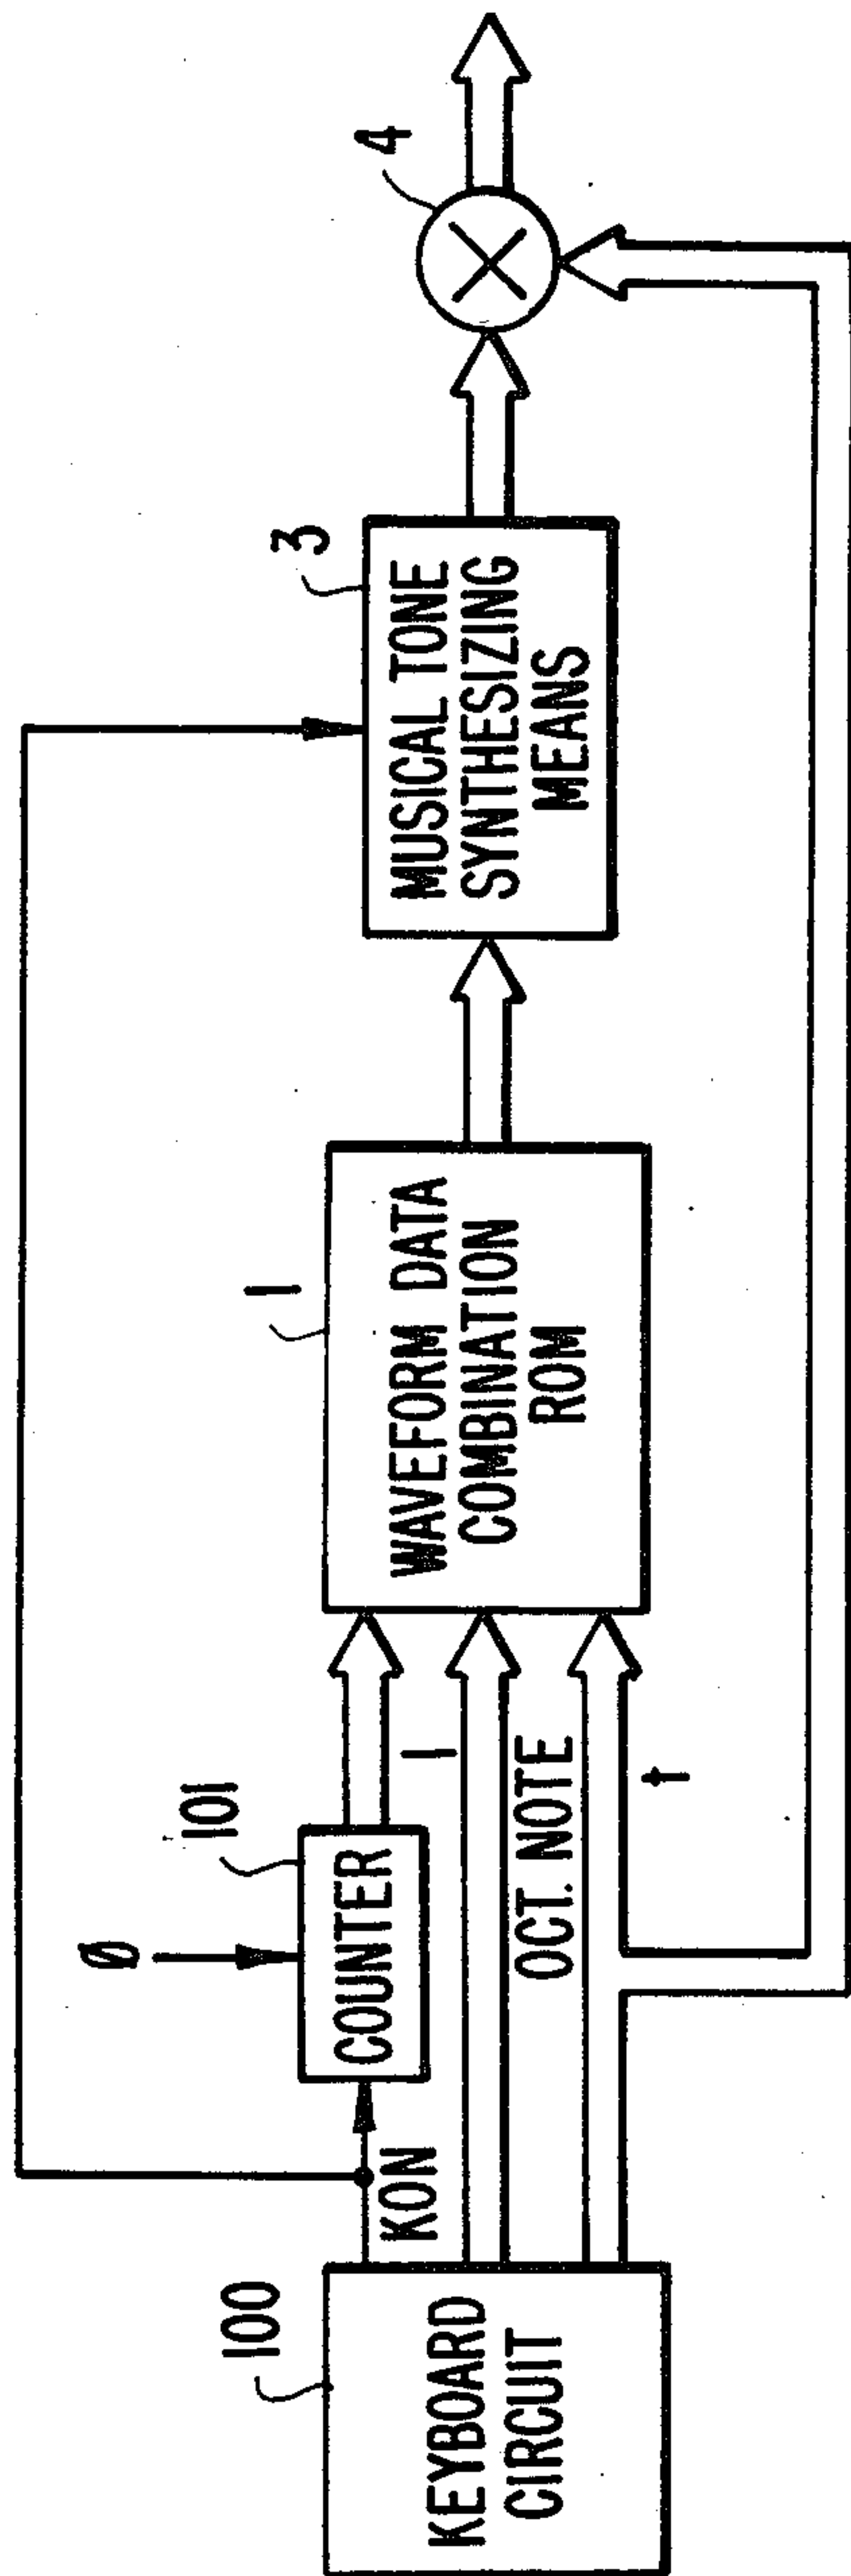 100
KEYBOARD
CIRCUIT
KON
Ø
101
COUNTER
1
OCT. NOTE
t
1
WAVEFORM DATA
COMBINATION
ROM
3
MUSICAL TONE
SYNTHESIZING
MEANS
4